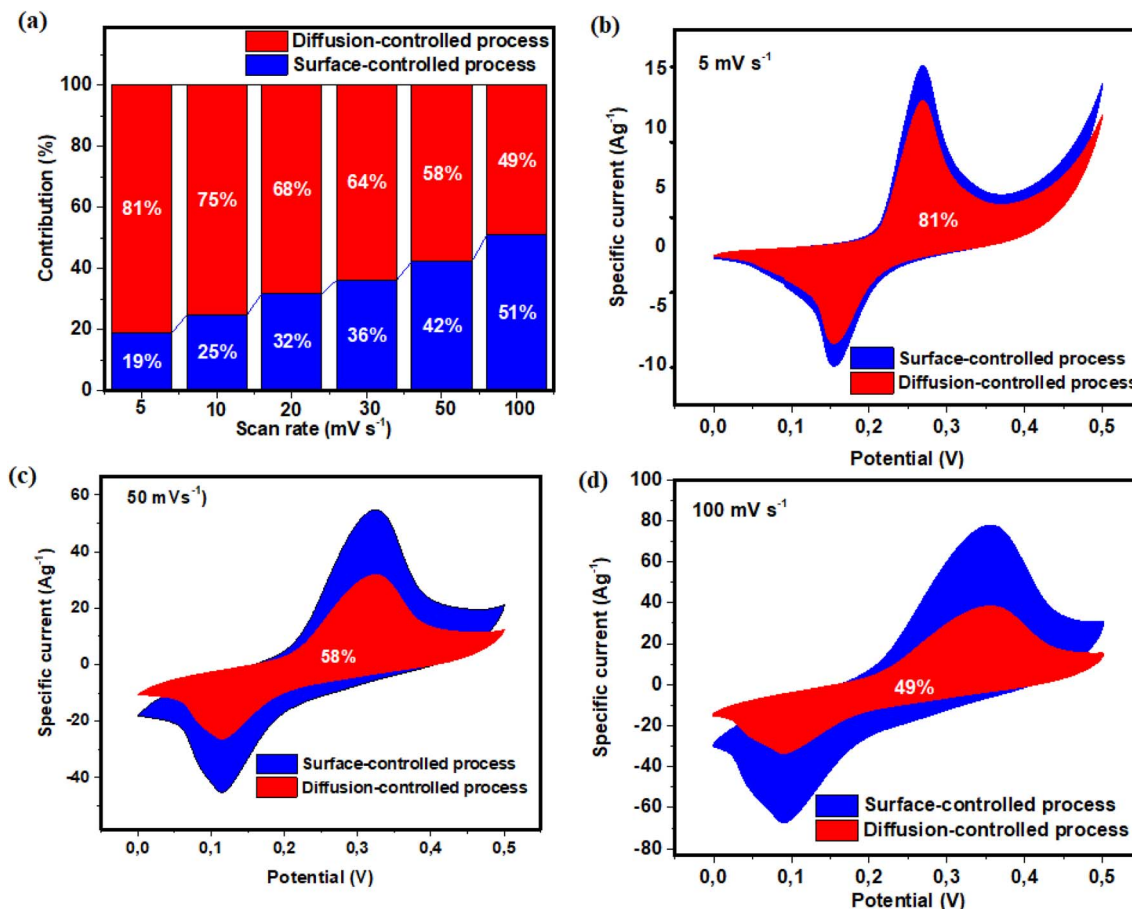 (a)
Diffusion-controlled process
Surface-controlled process
Contribution (%)
100
80
60
40
20
0
81%
75%
68%
64%
58%
49%
19%
25%
32%
36%
42%
51%
5
10
20
30
50
100
Scan rate (mV s⁻¹)
(b)
5 mV s⁻¹
Specific current (Ag⁻¹)
15
10
5
0
-5
-10
81%
Surface-controlled process
Diffusion-controlled process
0,0
0,1
0,2
0,3
0,4
0,5
Potential (V)
(c)
50 mVs⁻¹)
Specific current (Ag⁻¹)
60
40
20
0
-20
-40
58%
Surface-controlled process
Diffusion-controlled process
0,0
0,1
0,2
0,3
0,4
0,5
Potential (V)
(d)
100 mV s⁻¹
Specific current (Ag⁻¹)
100
80
60
40
20
0
-20
-40
-60
-80
49%
Surface-controlled process
Diffusion-controlled process
0,0
0,1
0,2
0,3
0,4
0,5
Potential (V)